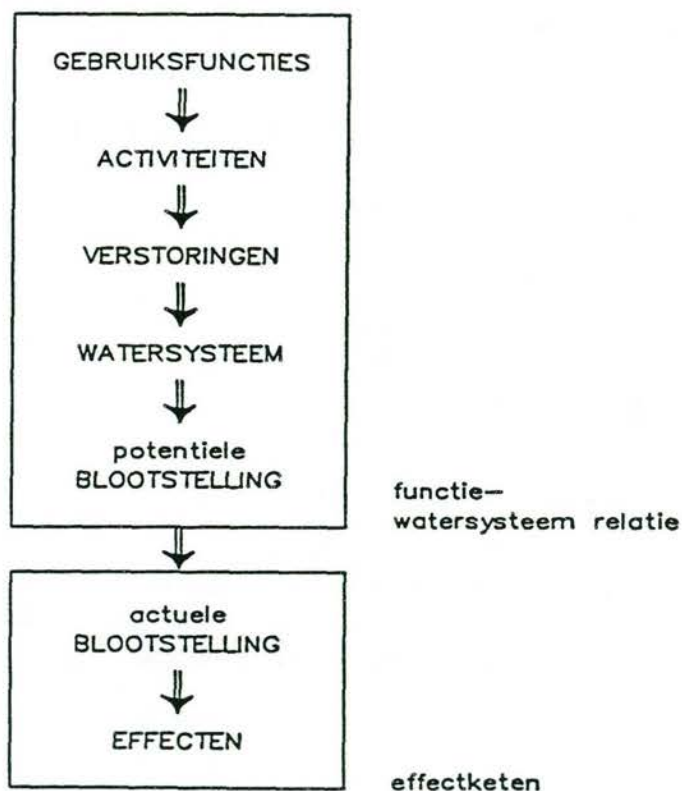 GEBRUIKSFUNCTIES
ACTIVITEITEN
VERSTORINGEN
WATERSYSTEEM
potentiele
BLOOTSTELLING
functie—
watersysteem relatie
actuele
BLOOTSTELLING
EFFECTEN
effectketen